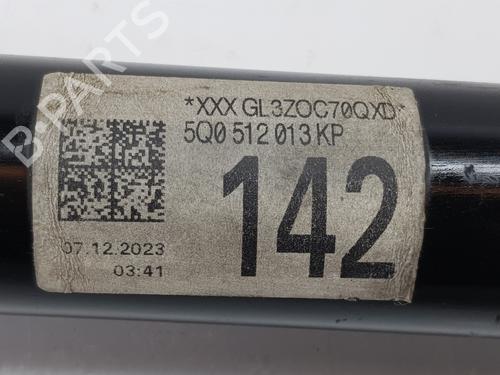 *XXX GL3ZOC70QXD*
5Q0 512 013 KP
142
07.12.2023
03:41
B-PARTS